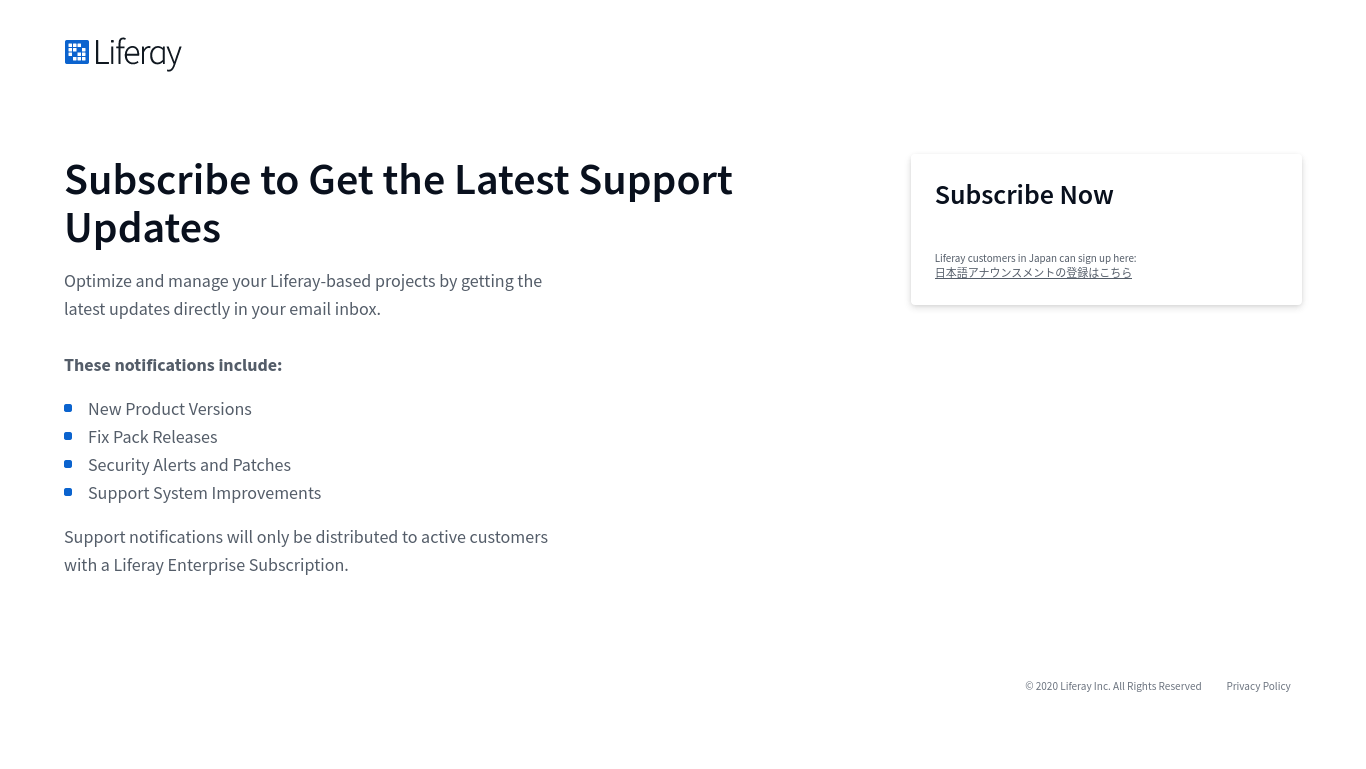 Liferay
Subscribe to Get the Latest Support
Updates
Optimize and manage your Liferay-based projects by getting the
latest updates directly in your email inbox.
These notifications include:
New Product Versions
Fix Pack Releases
Security Alerts and Patches
Support System Improvements
Support notifications will only be distributed to active customers
with a Liferay Enterprise Subscription.
Subscribe Now
Liferay customers in Japan can sign up here:
日本語アナウンスメントの登録はこちら
© 2020 Liferay Inc. All Rights Reserved
Privacy Policy